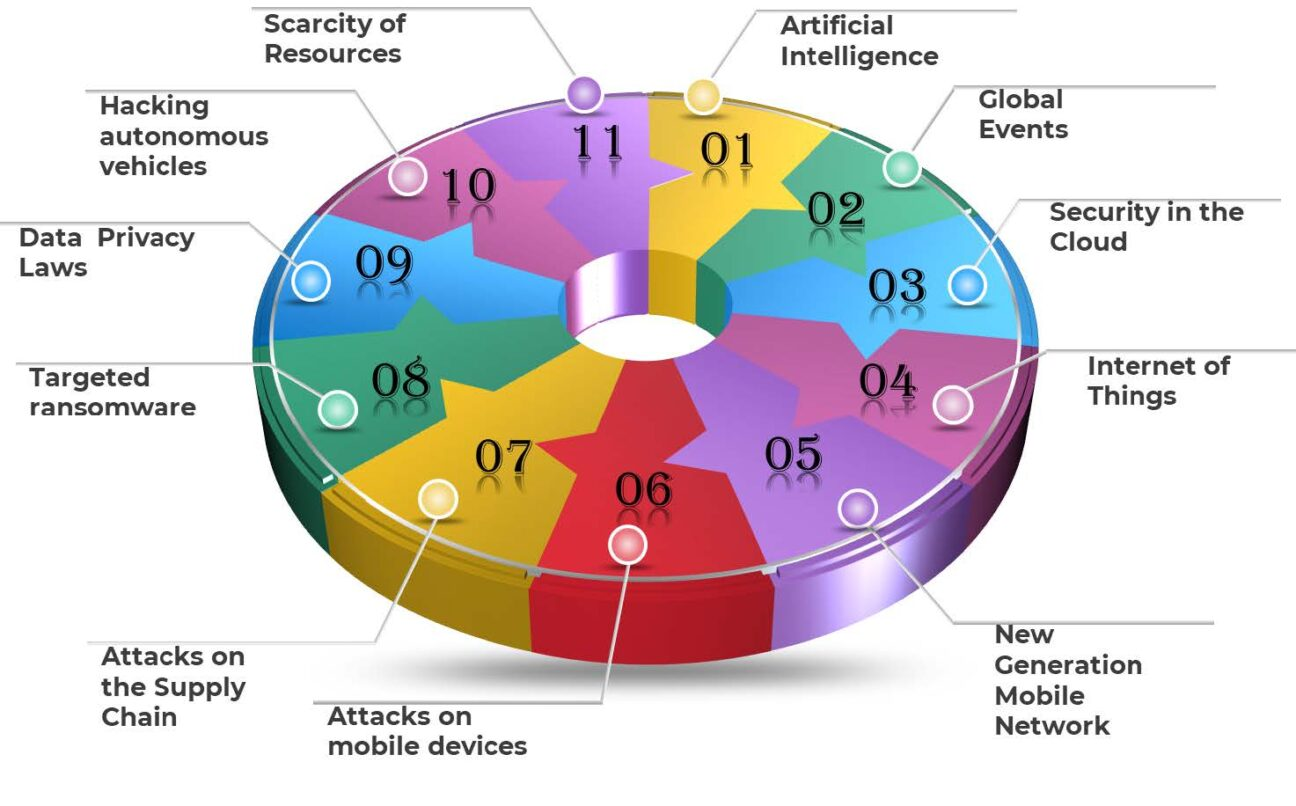 Scarcity of
Resources
Artificial
Intelligence
Hacking
autonomous
vehicles
Global
Events
Data  Privacy
Laws
Security in the
Cloud
Targeted
ransomware
Internet of
Things
Attacks on
the Supply
Chain
Attacks on
mobile devices
New
Generation
Mobile
Network
01
02
03
04
05
06
07
08
09
10
11